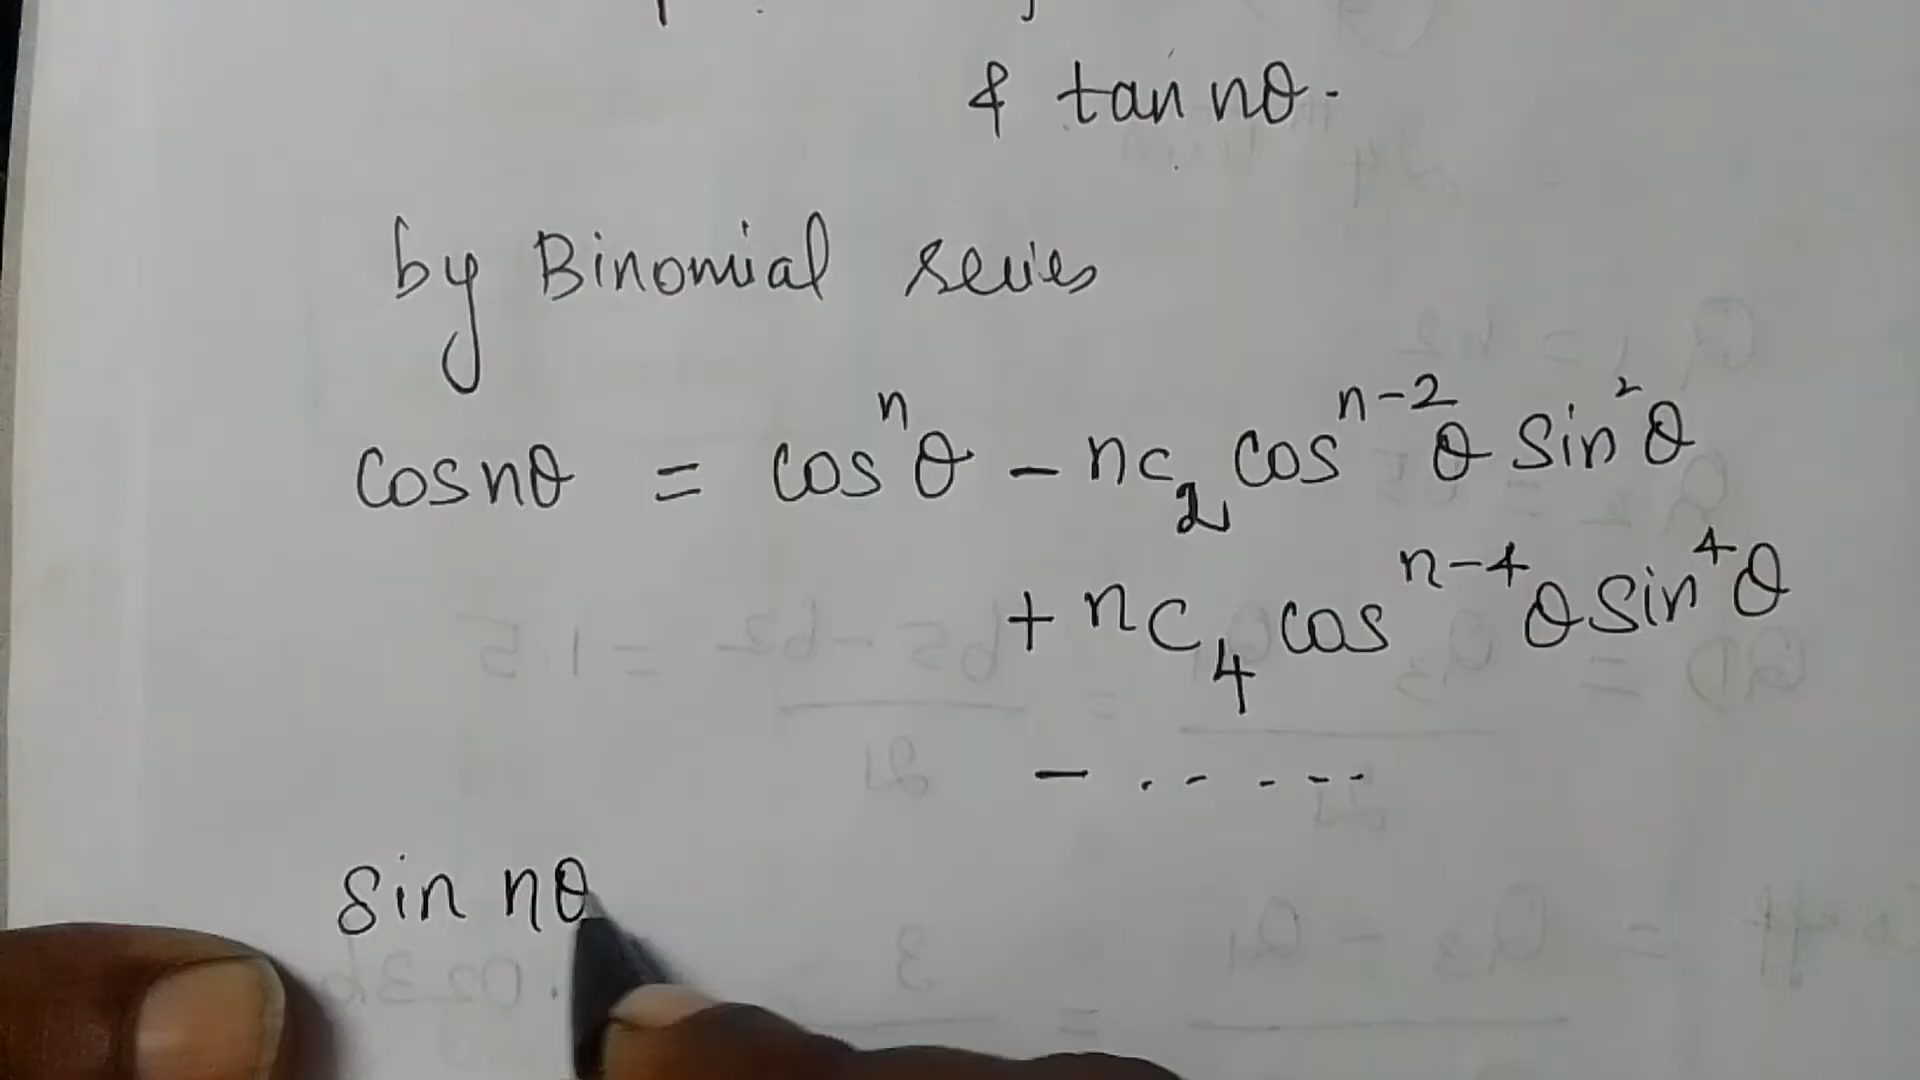 & tan nθ.
by Binomial series
cos nθ = cosⁿθ - nc₂ cosⁿ⁻²θ sin²θ
+ nc₄ cosⁿ⁻⁴θ sin⁴θ
- . - - - -
sin nθ